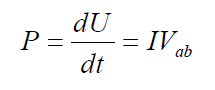 P = dU/dt = IV_ab